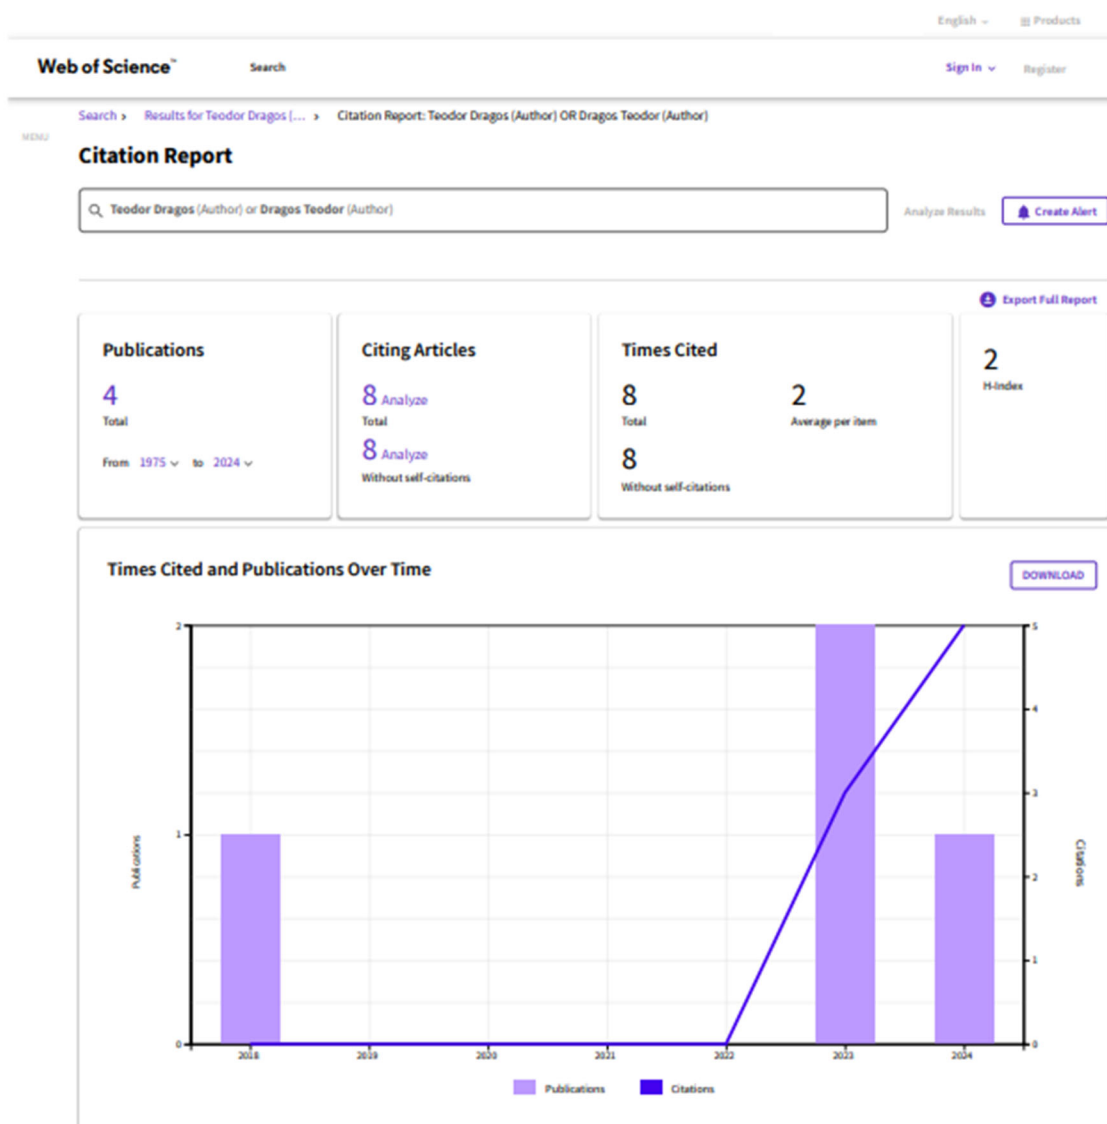 English Products
Web of Science™ Search Sign In Register
Search › Results for Teodor Dragos (... › Citation Report: Teodor Dragos (Author) OR Dragos Teodor (Author)
MENU
Citation Report
Teodor Dragos (Author) or Dragos Teodor (Author)
Analyze Results Create Alert
Export Full Report
Publications
4
Total
From 1975 to 2024
Citing Articles
8 Analyze
Total
8 Analyze
Without self-citations
Times Cited
8
Total
2
Average per item
8
Without self-citations
2
H-Index
Times Cited and Publications Over Time
DOWNLOAD
2
1
0
Publications
5
4
3
2
1
0
Citations
2018 2019 2020 2021 2022 2023 2024
Publications Citations